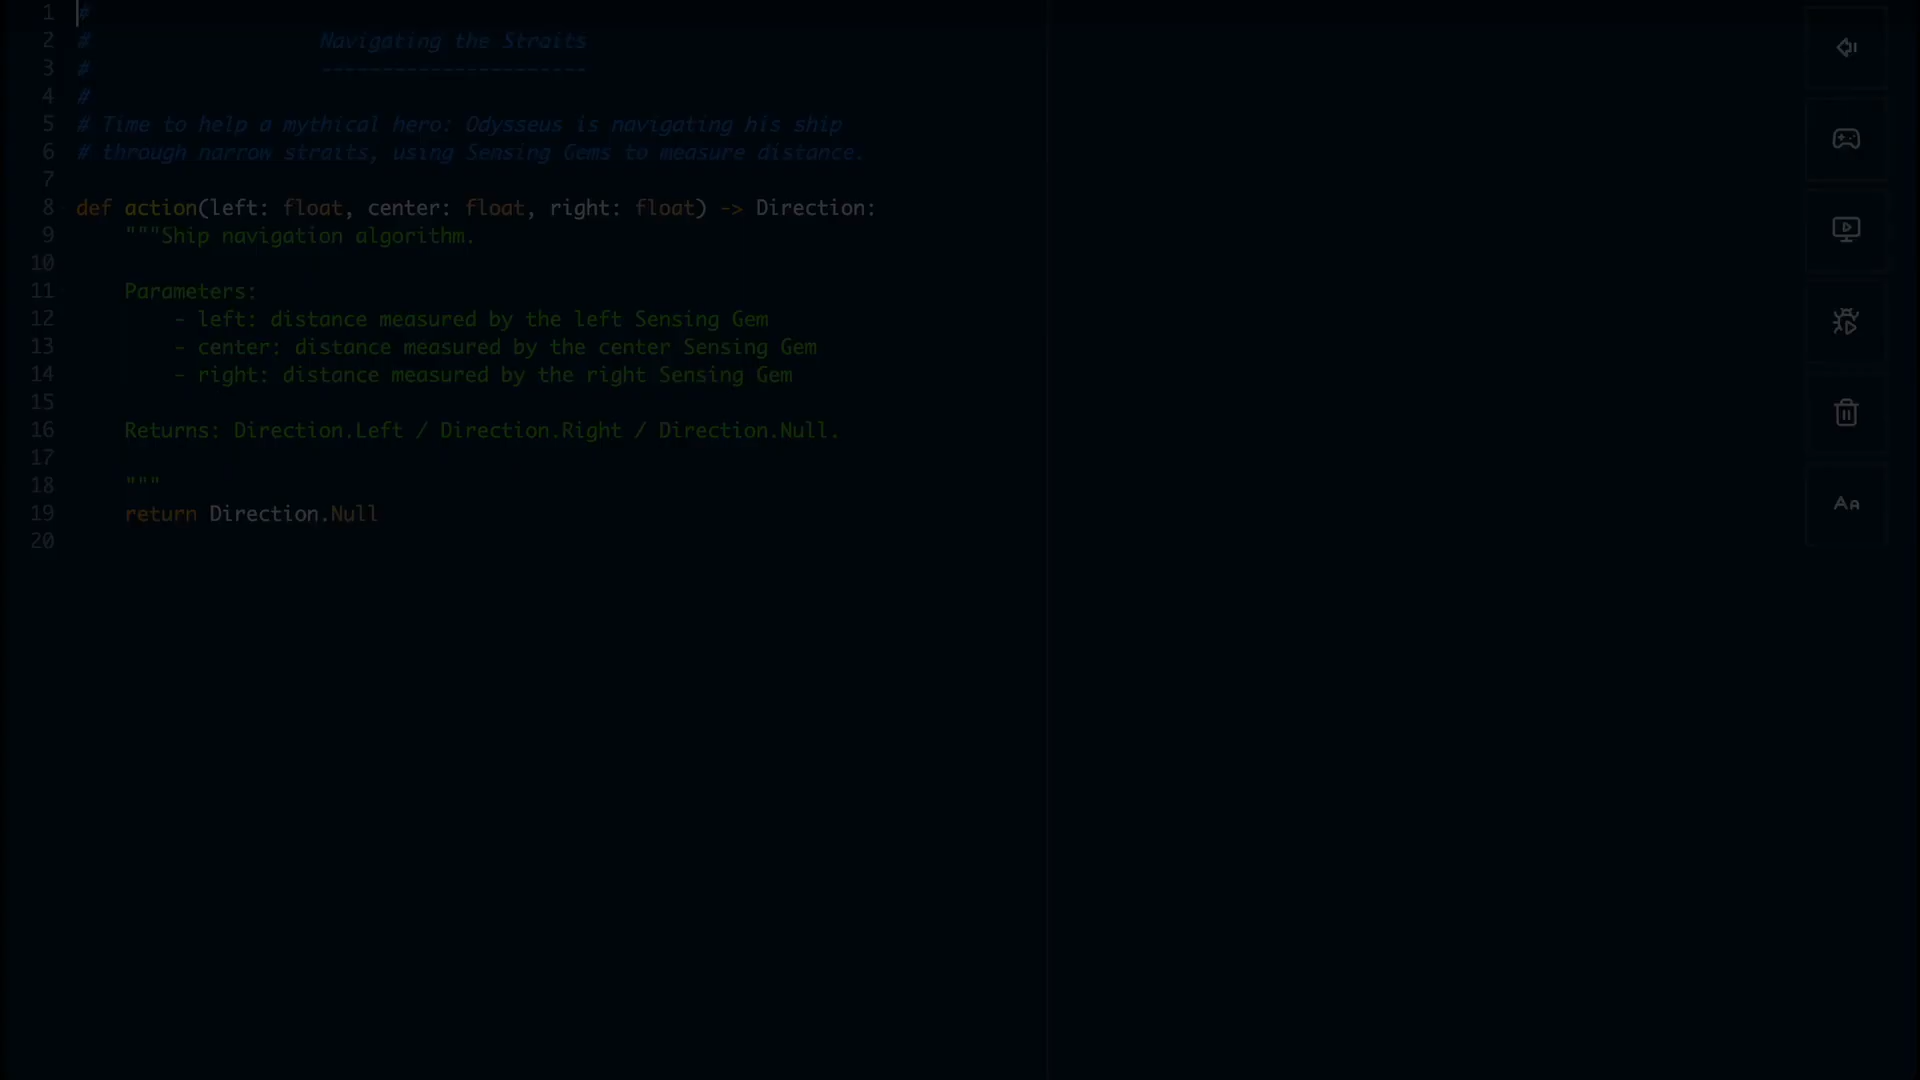 1 #
2 # Navigating the Straits
3 # ----------------------
4 #
5 # Time to help a mythical hero: Odysseus is navigating his ship
6 # through narrow straits, using Sensing Gems to measure distance.
7
8 def action(left: float, center: float, right: float) -> Direction:
9 """Ship navigation algorithm.
10
11 Parameters:
12 - left: distance measured by the left Sensing Gem
13 - center: distance measured by the center Sensing Gem
14 - right: distance measured by the right Sensing Gem
15
16 Returns: Direction.Left / Direction.Right / Direction.Null.
17
18 """
19 return Direction.Null
20
AA